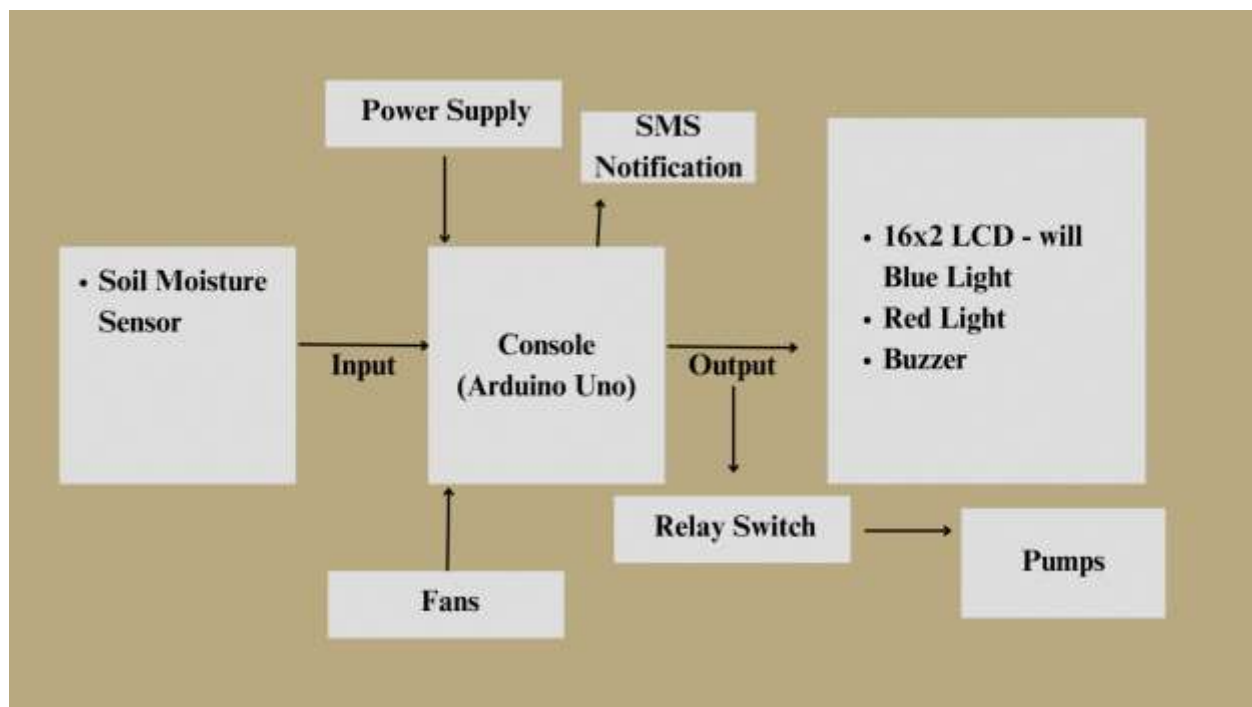 Power Supply
SMS
Notification
• Soil Moisture
Sensor
Input
Console
(Arduino Uno)
Output
• 16x2 LCD - will
Blue Light
• Red Light
• Buzzer
Relay Switch
Pumps
Fans